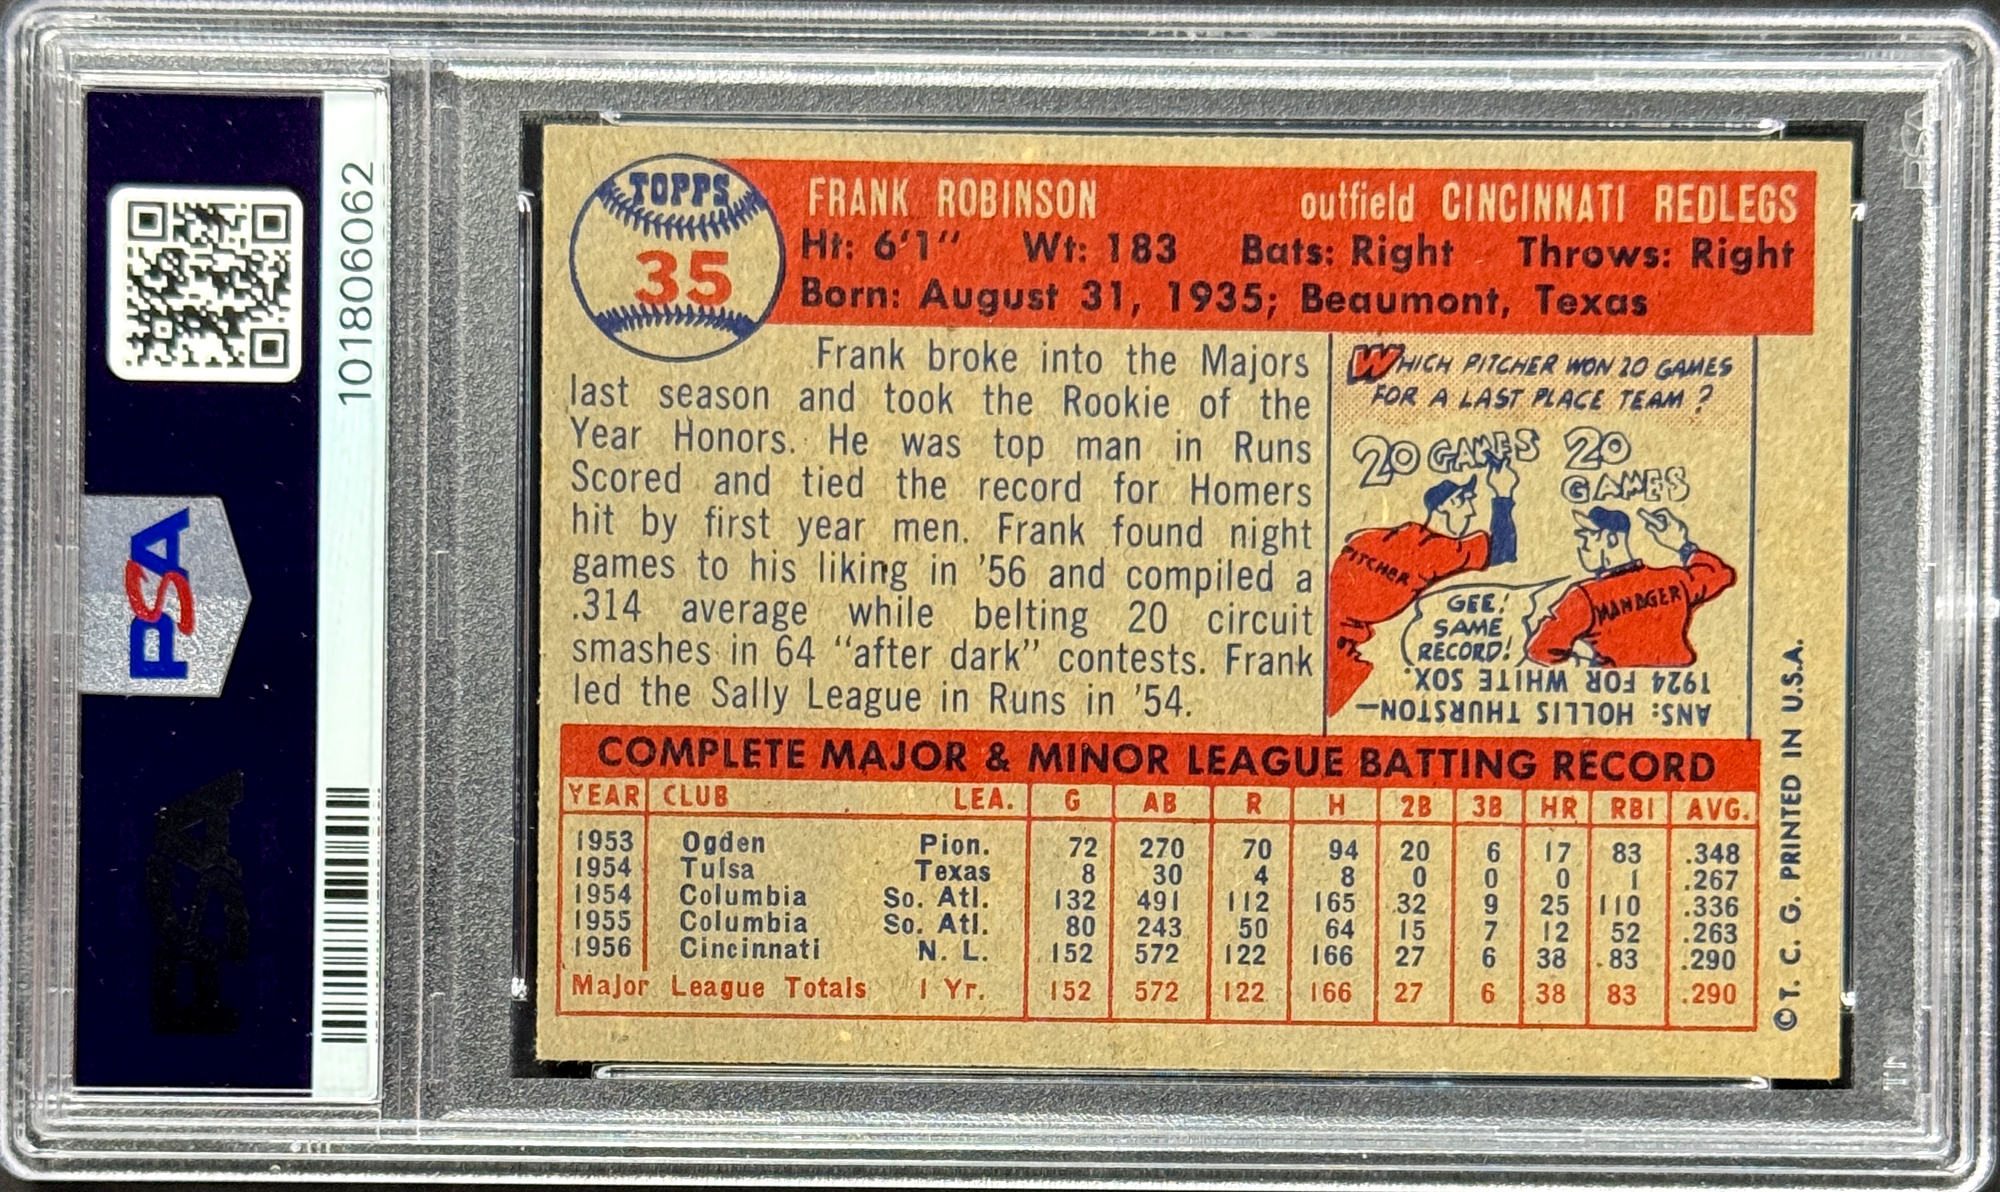 PSA
101806062
PSA
TOPPS
35
FRANK ROBINSON outfield CINCINNATI REDLEGS
Ht: 6'1" Wt: 183 Bats: Right Throws: Right
Born: August 31, 1935; Beaumont, Texas
Frank broke into the Majors
last season and took the Rookie of the
Year Honors. He was top man in Runs
Scored and tied the record for Homers
hit by first year men. Frank found night
games to his liking in '56 and compiled a
.314 average while belting 20 circuit
smashes in 64 "after dark" contests. Frank
led the Sally League in Runs in '54.
WHICH PITCHER WON 20 GAMES
FOR A LAST PLACE TEAM?
20 GAMES
20
GAMES
PITCHER
MANAGER
GEE!
SAME
RECORD!
ANS: HOLLIS THURSTON—
1924 FOR WHITE SOX.
COMPLETE MAJOR & MINOR LEAGUE BATTING RECORD
YEAR CLUB LEA. G AB R H 2B 3B HR RBI AVG.
1953 Ogden Pion. 72 270 70 94 20 6 17 83 .348
1954 Tulsa Texas 8 30 4 8 0 0 0 1 .267
1954 Columbia So. Atl. 132 491 112 165 32 9 25 110 .336
1955 Columbia So. Atl. 80 243 50 64 15 7 12 52 .263
1956 Cincinnati N. L. 152 572 122 166 27 6 38 83 .290
Major League Totals 1 Yr. 152 572 122 166 27 6 38 83 .290
© T. C. G. PRINTED IN U.S.A.
PSA